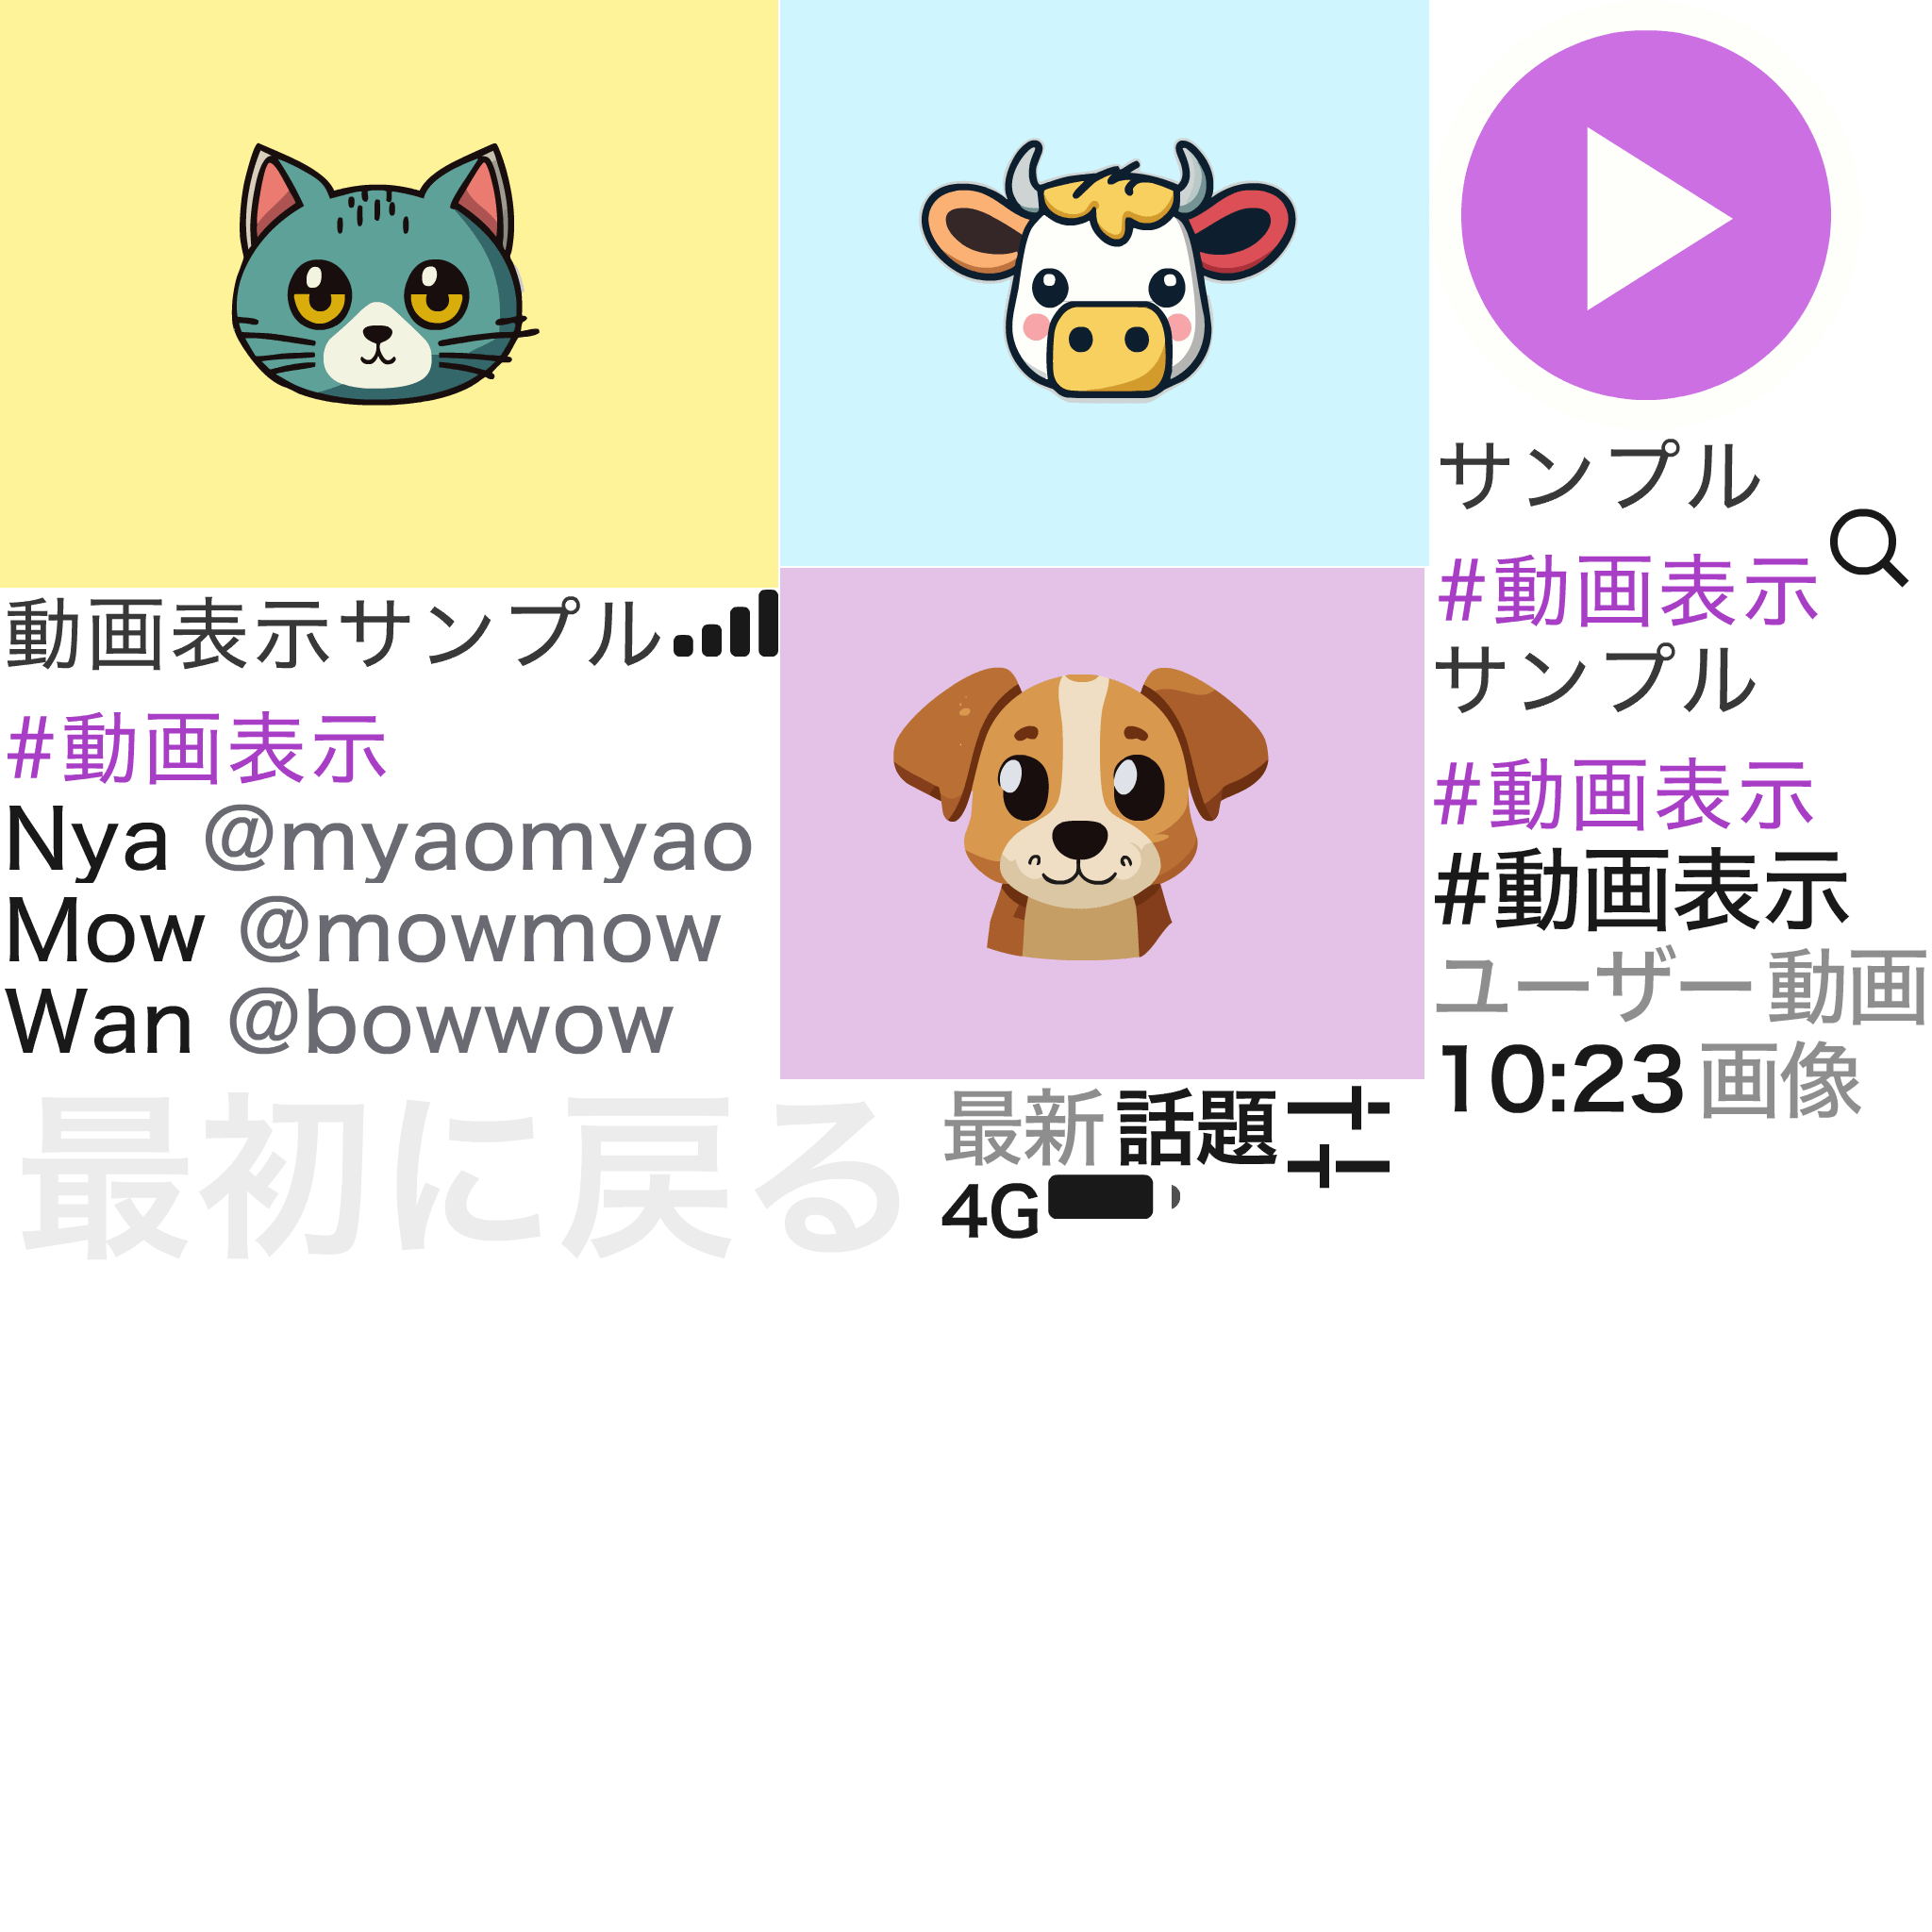 サンプル
#動画表示
動画表示サンプル
サンプル
#動画表示
#動画表示
Nya @myaomyao
#動画表示
Mow @mowmow
ユーザー 動画
Wan @bowwow
10:23 画像
最初に戻る
最新 話題
4G